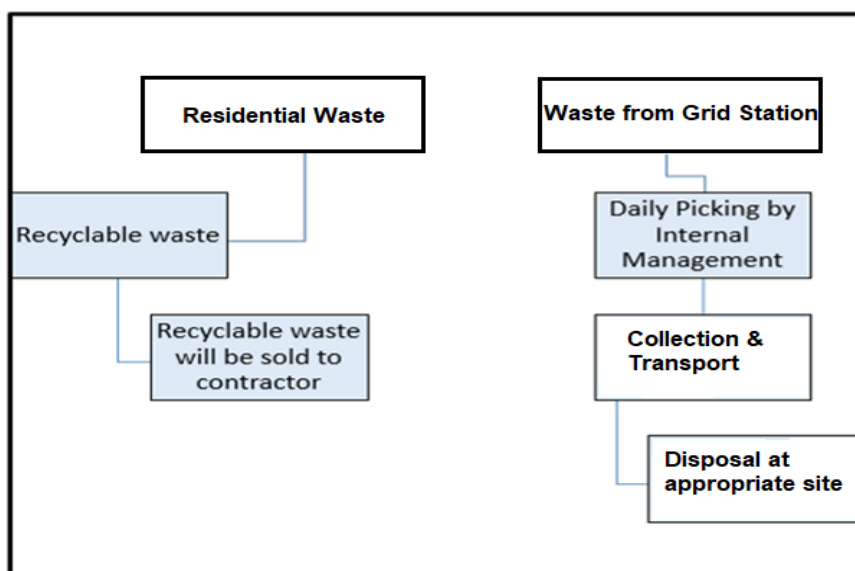 Residential Waste
Recyclable waste
Recyclable waste
will be sold to
contractor
Waste from Grid Station
Daily Picking by
Internal
Management
Collection &
Transport
Disposal at
appropriate site